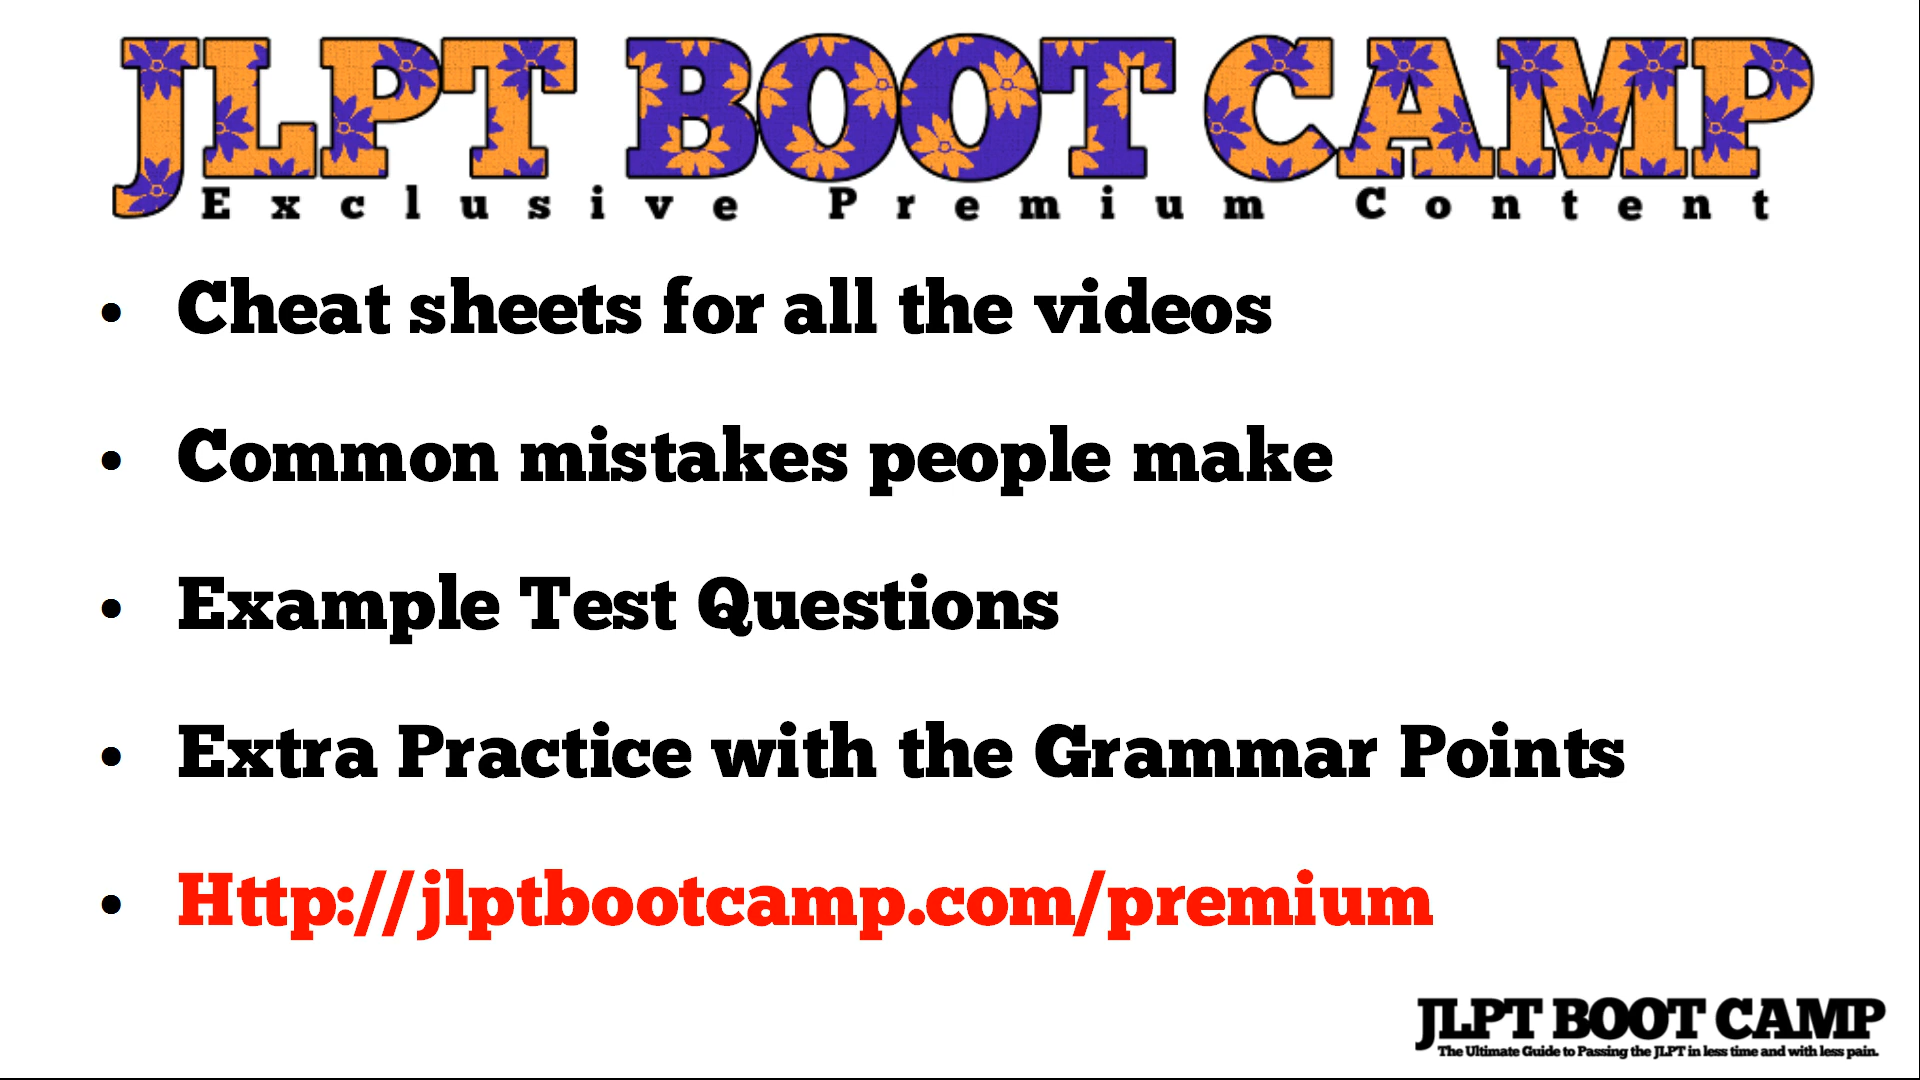 JLPT BOOT CAMP
Exclusive Premium Content
• Cheat sheets for all the videos
• Common mistakes people make
• Example Test Questions
• Extra Practice with the Grammar Points
• Http://jlptbootcamp.com/premium
JLPT BOOT CAMP
The Ultimate Guide to Passing the JLPT in less time and with less pain.